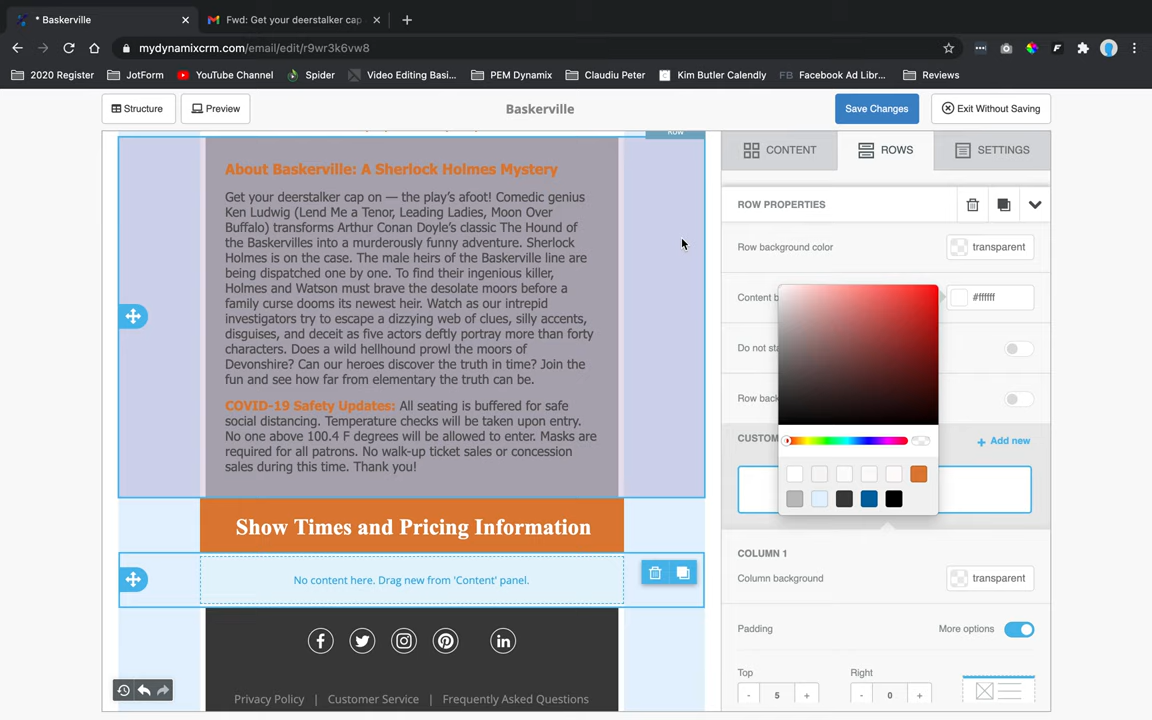 * Baskerville
Fwd: Get your deerstalker cap
mydynamixcrm.com/email/edit/r9wr3k6vw8
2020 Register
JotForm
YouTube Channel
Spider
Video Editing Basi...
PEM Dynamix
Claudiu Peter
Kim Butler Calendly
FB Facebook Ad Libr...
Reviews
Structure
Preview
Baskerville
Save Changes
Exit Without Saving
ROW
CONTENT
ROWS
SETTINGS
About Baskerville: A Sherlock Holmes Mystery
Get your deerstalker cap on — the play's afoot! Comedic genius
Ken Ludwig (Lend Me a Tenor, Leading Ladies, Moon Over
Buffalo) transforms Arthur Conan Doyle's classic The Hound of
the Baskervilles into a murderously funny adventure. Sherlock
Holmes is on the case. The male heirs of the Baskerville line are
being dispatched one by one. To find their ingenious killer,
Holmes and Watson must brave the desolate moors before a
family curse dooms its newest heir. Watch as our intrepid
investigators try to escape a dizzying web of clues, silly accents,
disguises, and deceit as five actors deftly portray more than forty
characters. Does a wild hellhound prowl the moors of
Devonshire? Can our heroes discover the truth in time? Join the
fun and see how far from elementary the truth can be.
COVID-19 Safety Updates: All seating is buffered for safe
social distancing. Temperature checks will be taken upon entry.
No one above 100.4 F degrees will be allowed to enter. Masks are
required for all patrons. No walk-up ticket sales or concession
sales during this time. Thank you!
Show Times and Pricing Information
No content here. Drag new from 'Content' panel.
Privacy Policy | Customer Service | Frequently Asked Questions
ROW PROPERTIES
Row background color
transparent
Content b
#ffffff
Do not sta
Row bac
CUSTOM
+ Add new
COLUMN 1
Column background
transparent
Padding
More options
Top
Right
- 5 +
- 0 +